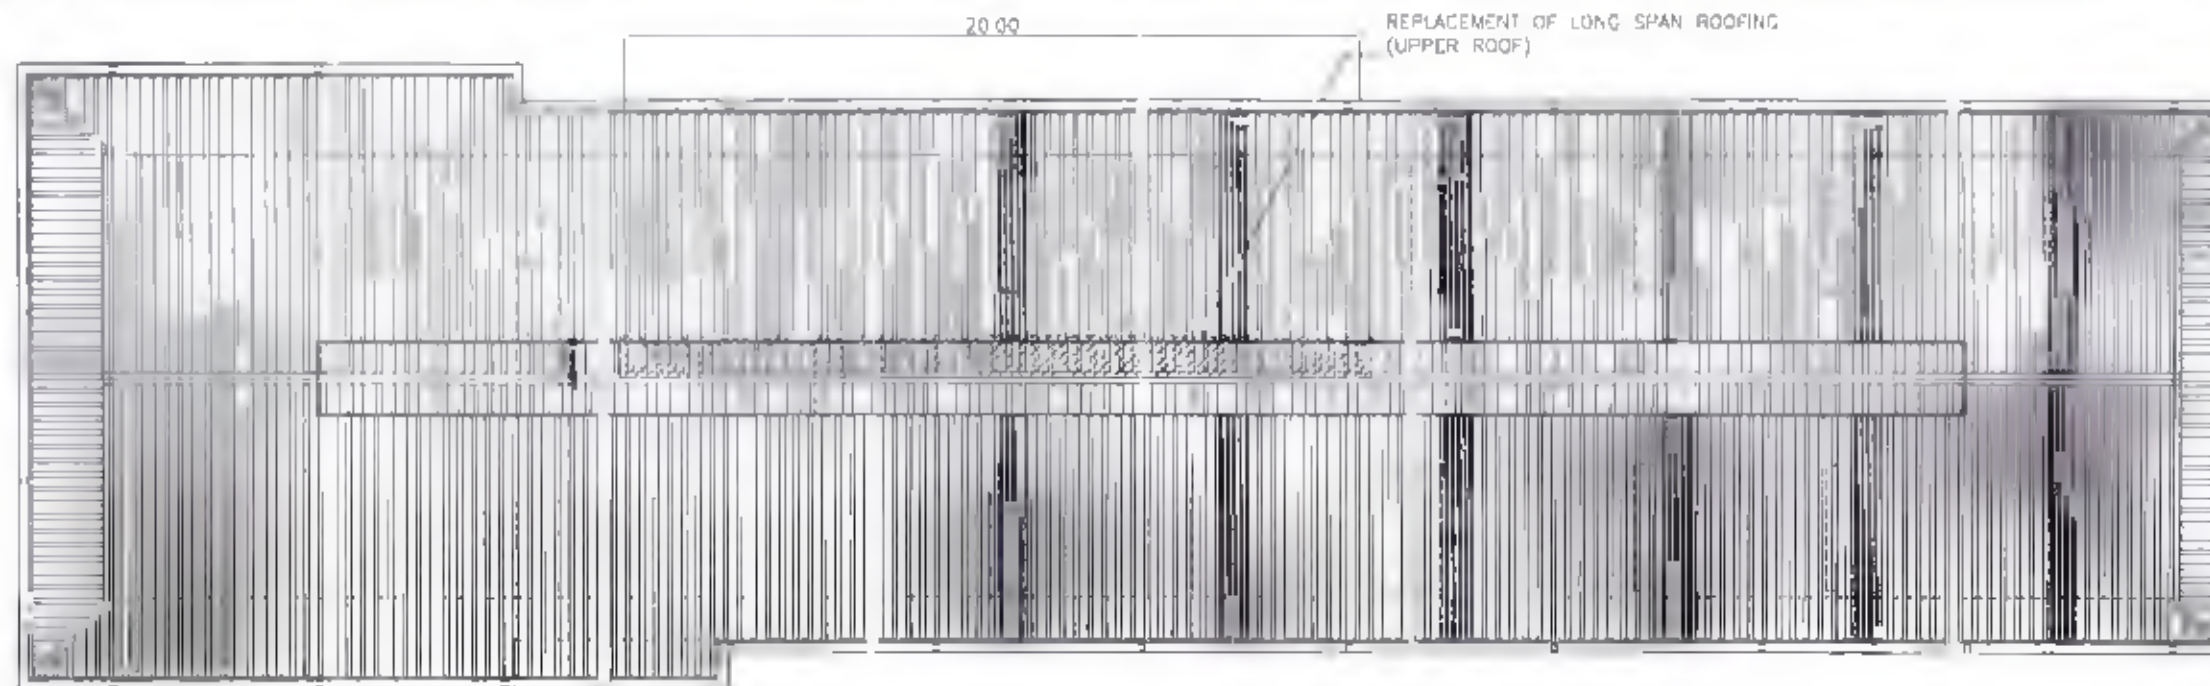 20.00
REPLACEMENT OF LONG SPAN ROOFING
(UPPER ROOF)